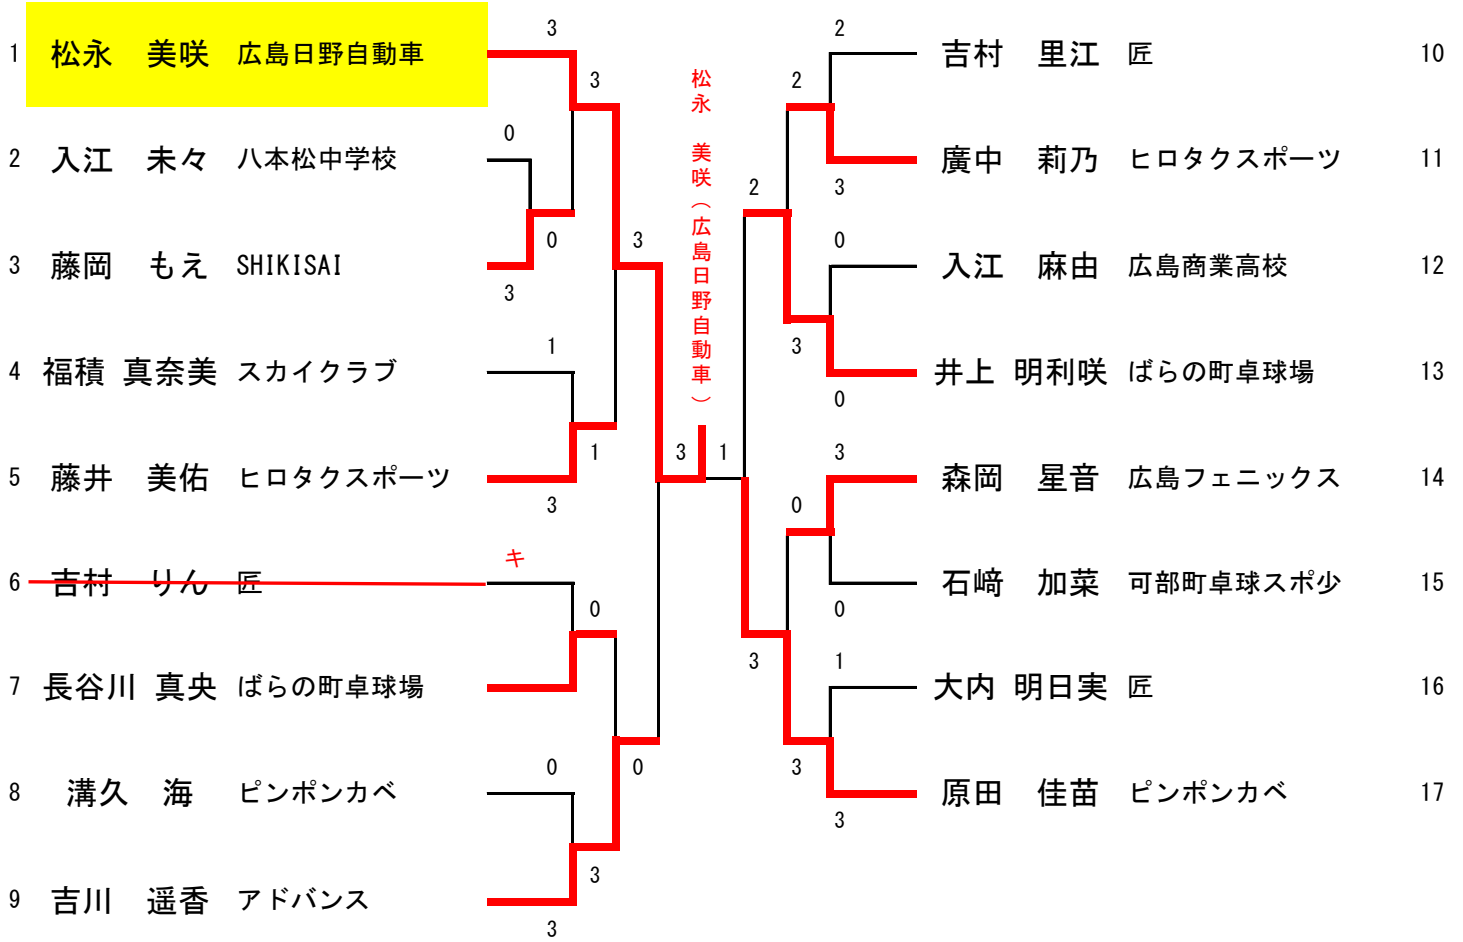 3
1 松永 美咲 広島日野自動車
3
0
2 入江 未々 八本松中学校
0
3 藤岡 もえ SHIKISAI
3
3
1
4 福積 真奈美 スカイクラブ
1
5 藤井 美佑 ヒロタクスポーツ
3
キ
6 吉村 りん 匠
0
7 長谷川 真央 ばらの町卓球場
0
0
8 溝久 海 ピンポンカベ
3
9 吉川 遥香 アドバンス
3
松永 美咲(広島日野自動車)
3 1
2
吉村 里江 匠 10
2
廣中 莉乃 ヒロタクスポーツ 11
3
2
0
入江 麻由 広島商業高校 12
3
井上 明利咲 ばらの町卓球場 13
0
3
森岡 星音 広島フェニックス 14
0
石﨑 加菜 可部町卓球スポ少 15
0
3
1
大内 明日実 匠 16
3
原田 佳苗 ピンポンカベ 17
3